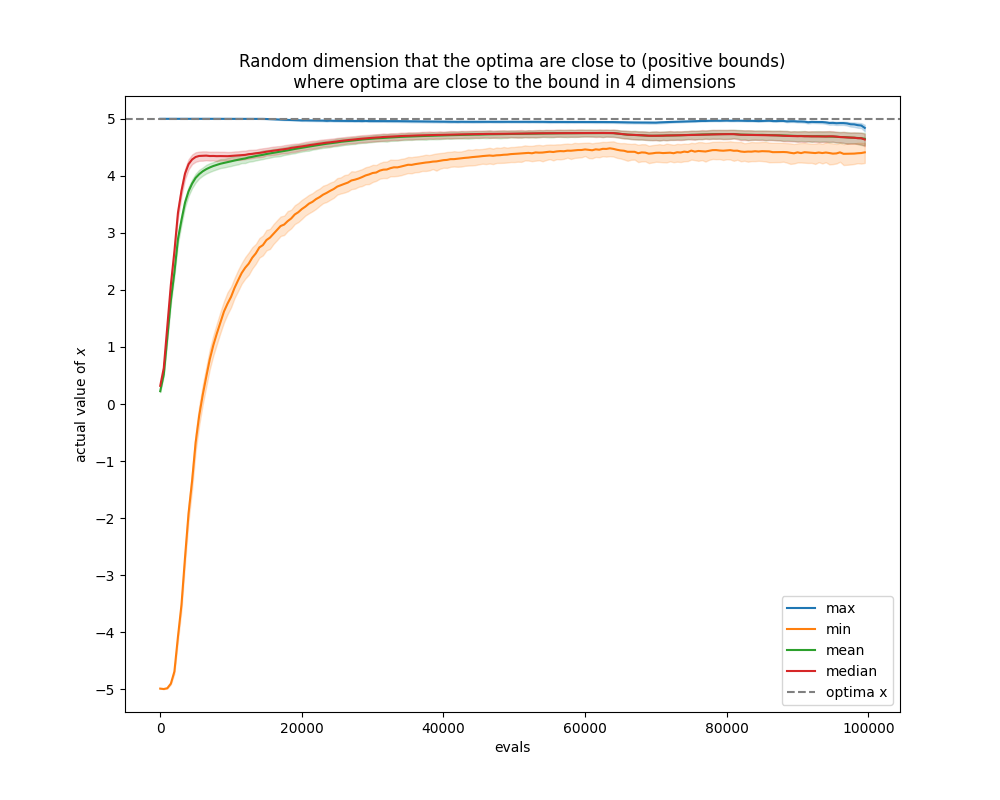 Random dimension that the optima are close to (positive bounds)
where optima are close to the bound in 4 dimensions
5
4
3
2
1
0
−1
−2
−3
−4
−5
actual value of x
0 20000 40000 60000 80000 100000
evals
max
min
mean
median
optima x